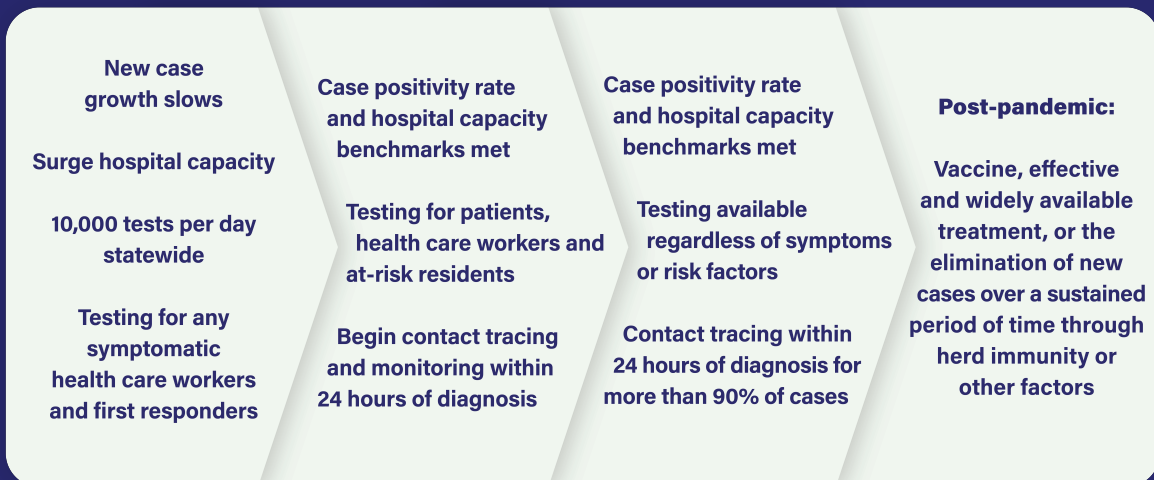 New case
growth slows
Surge hospital capacity
10,000 tests per day
statewide
Testing for any
symptomatic
health care workers
and first responders
Case positivity rate
and hospital capacity
benchmarks met
Testing for patients,
health care workers and
at-risk residents
Begin contact tracing
and monitoring within
24 hours of diagnosis
Case positivity rate
and hospital capacity
benchmarks met
Testing available
regardless of symptoms
or risk factors
Contact tracing within
24 hours of diagnosis for
more than 90% of cases
Post-pandemic:
Vaccine, effective
and widely available
treatment, or the
elimination of new
cases over a sustained
period of time through
herd immunity or
other factors